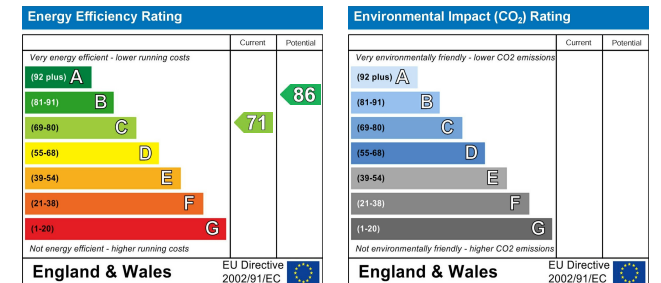 Energy Efficiency Rating
Current Potential
Very energy efficient - lower running costs
(92 plus) A
(81-91) B
(69-80) C
(55-68) D
(39-54) E
(21-38) F
(1-20) G
71
86
Not energy efficient - higher running costs
England & Wales
EU Directive
2002/91/EC
Environmental Impact (CO₂) Rating
Current Potential
Very environmentally friendly - lower CO2 emissions
(92 plus) A
(81-91) B
(69-80) C
(55-68) D
(39-54) E
(21-38) F
(1-20) G
Not environmentally friendly - higher CO2 emissions
England & Wales
EU Directive
2002/91/EC